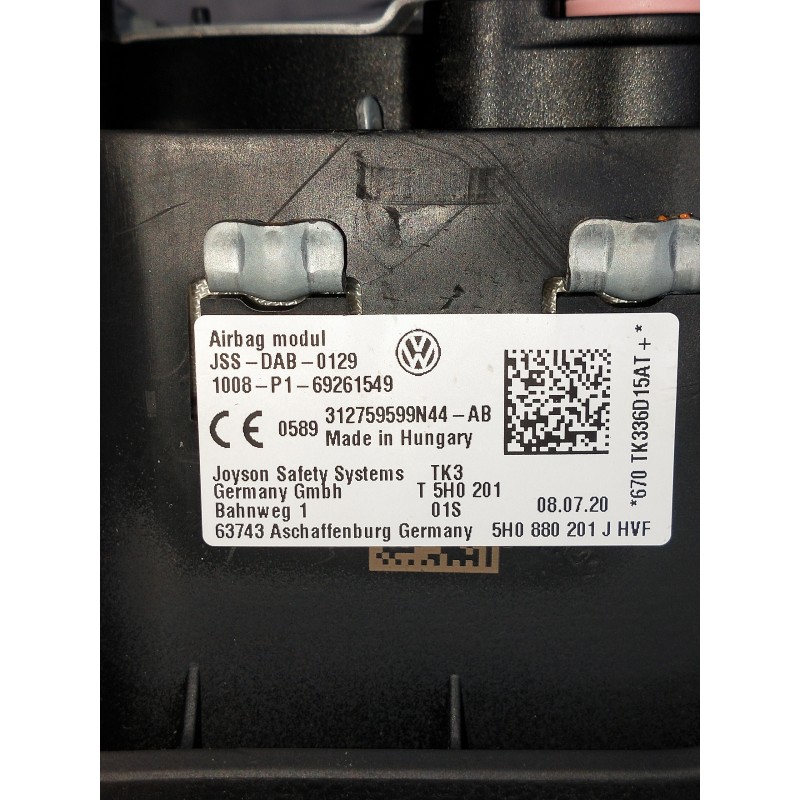 Airbag modul
JSS-DAB-0129
1008-P1-69261549
CE 0589 312759599N44-AB
Made in Hungary
Joyson Safety Systems TK3
Germany Gmbh T 5H0 201
Bahnweg 1 01S 08.07.20
63743 Aschaffenburg Germany 5H0 880 201 J HVF
*670 TK336D15AT+*